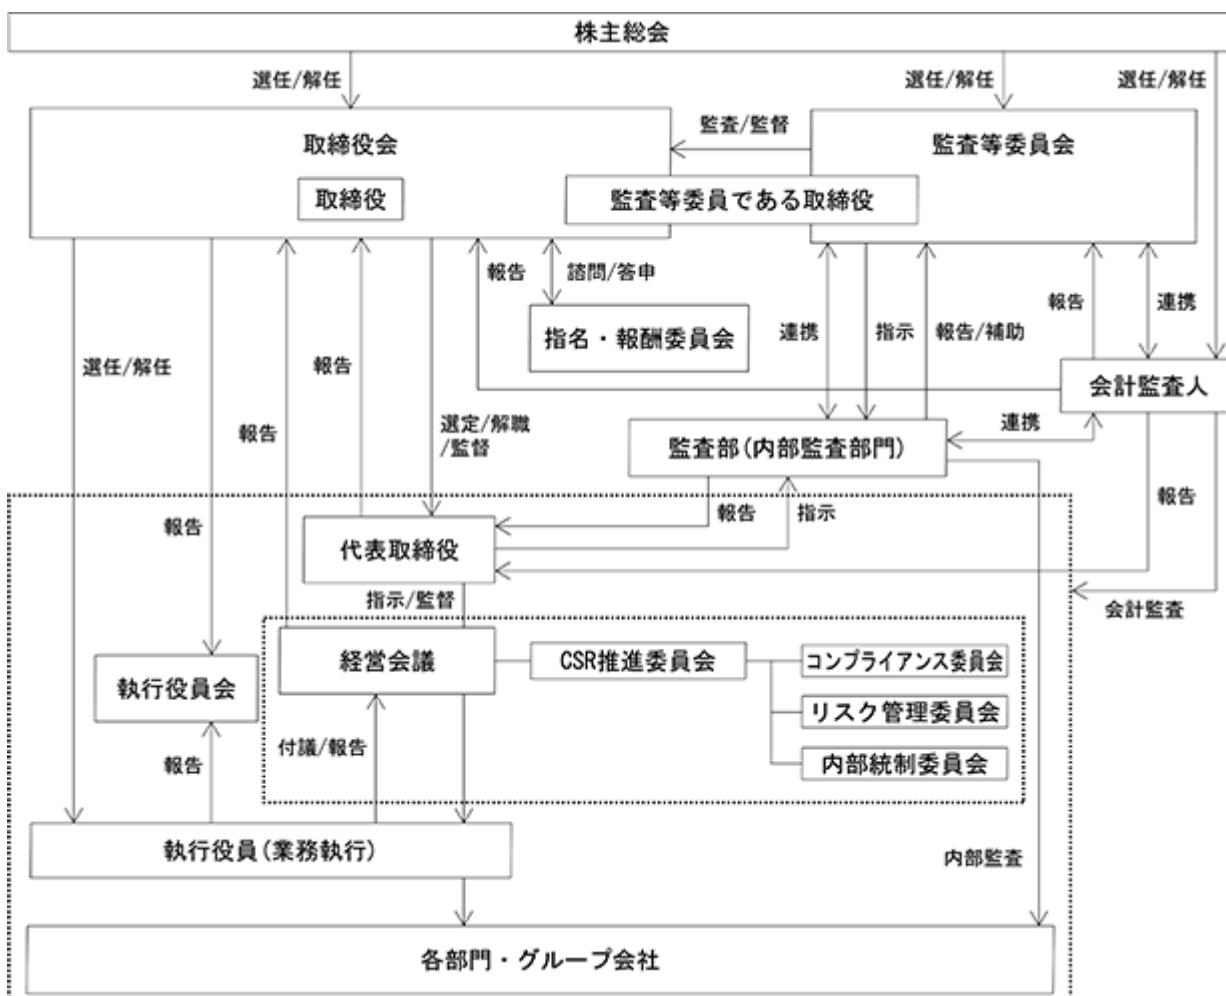 株主総会
選任/解任
選任/解任
選任/解任
取締役会
監査/監督
監査等委員会
取締役
監査等委員である取締役
報告
諮問/答申
指名・報酬委員会
連携
指示
報告/補助
報告
連携
選任/解任
報告
会計監査人
報告
選定/解職
/監督
連携
監査部(内部監査部門)
報告
報告
指示
報告
代表取締役
指示/監督
会計監査
経営会議
CSR推進委員会
コンプライアンス委員会
執行役員会
リスク管理委員会
報告
付議/報告
内部統制委員会
執行役員(業務執行)
内部監査
各部門・グループ会社